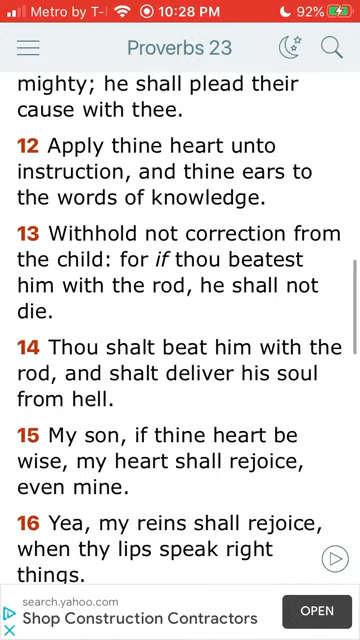 Metro by T- 10:28 PM 92%
Proverbs 23
mighty; he shall plead their
cause with thee.
12 Apply thine heart unto
instruction, and thine ears to
the words of knowledge.
13 Withhold not correction from
the child: for if thou beatest
him with the rod, he shall not
die.
14 Thou shalt beat him with the
rod, and shalt deliver his soul
from hell.
15 My son, if thine heart be
wise, my heart shall rejoice,
even mine.
16 Yea, my reins shall rejoice,
when thy lips speak right
things.
search.yahoo.com
Shop Construction Contractors
OPEN